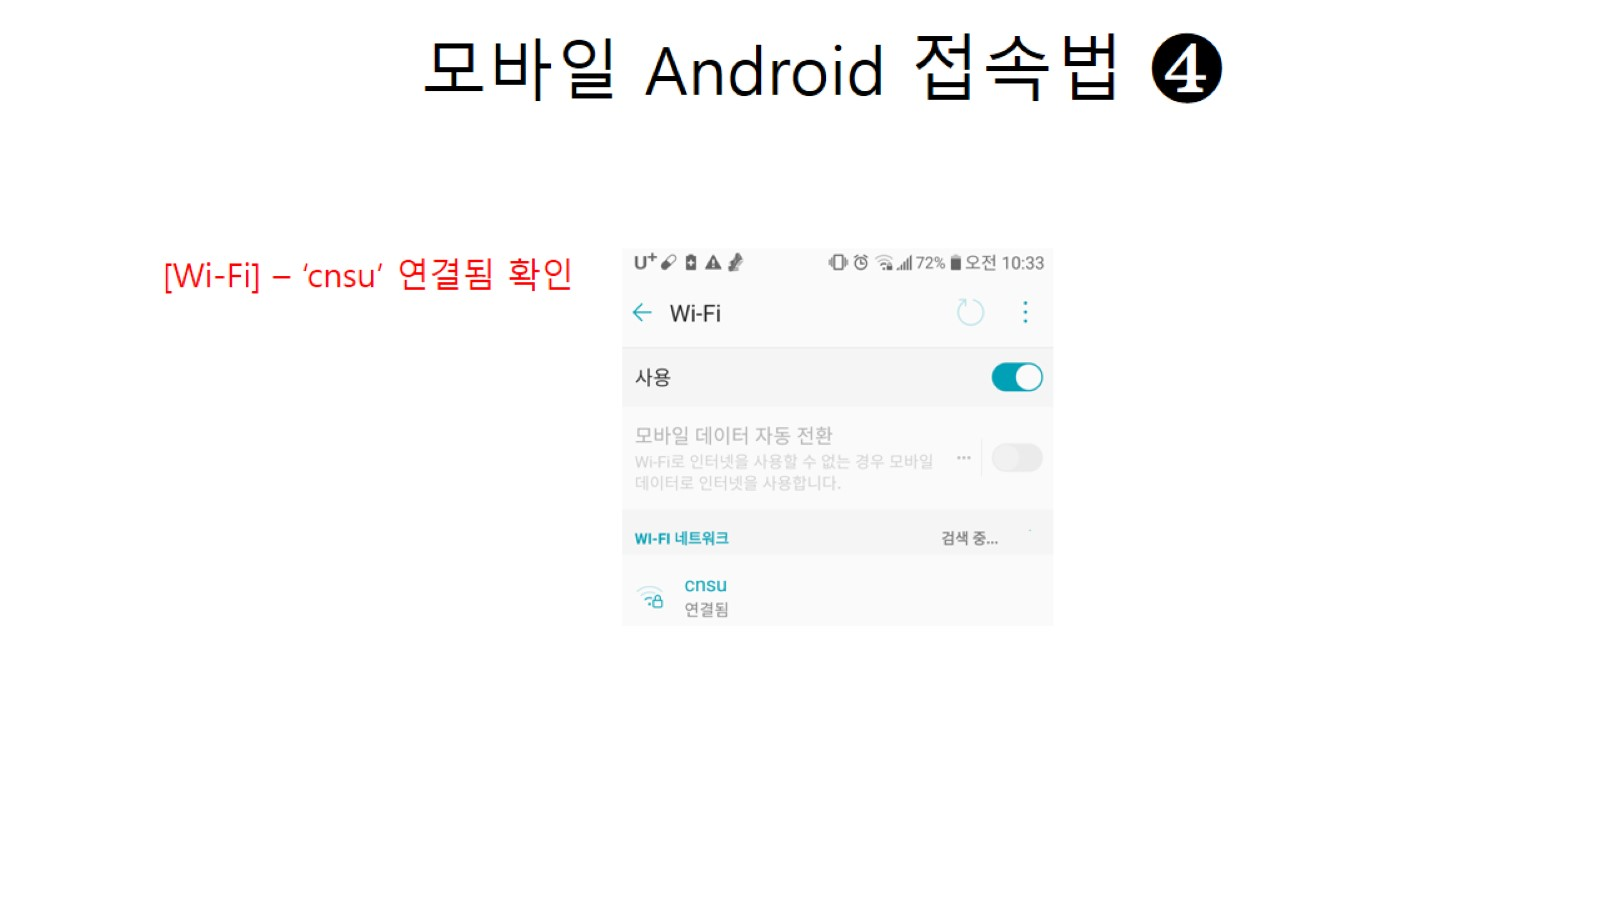 모바일 Android 접속법 ❹
[Wi-Fi] – ‘cnsu’ 연결됨 확인
U+ 72% 오전 10:33
Wi-Fi
사용
모바일 데이터 자동 전환
Wi-Fi로 인터넷을 사용할 수 없는 경우 모바일
데이터로 인터넷을 사용합니다.
WI-FI 네트워크 검색 중...
cnsu
연결됨